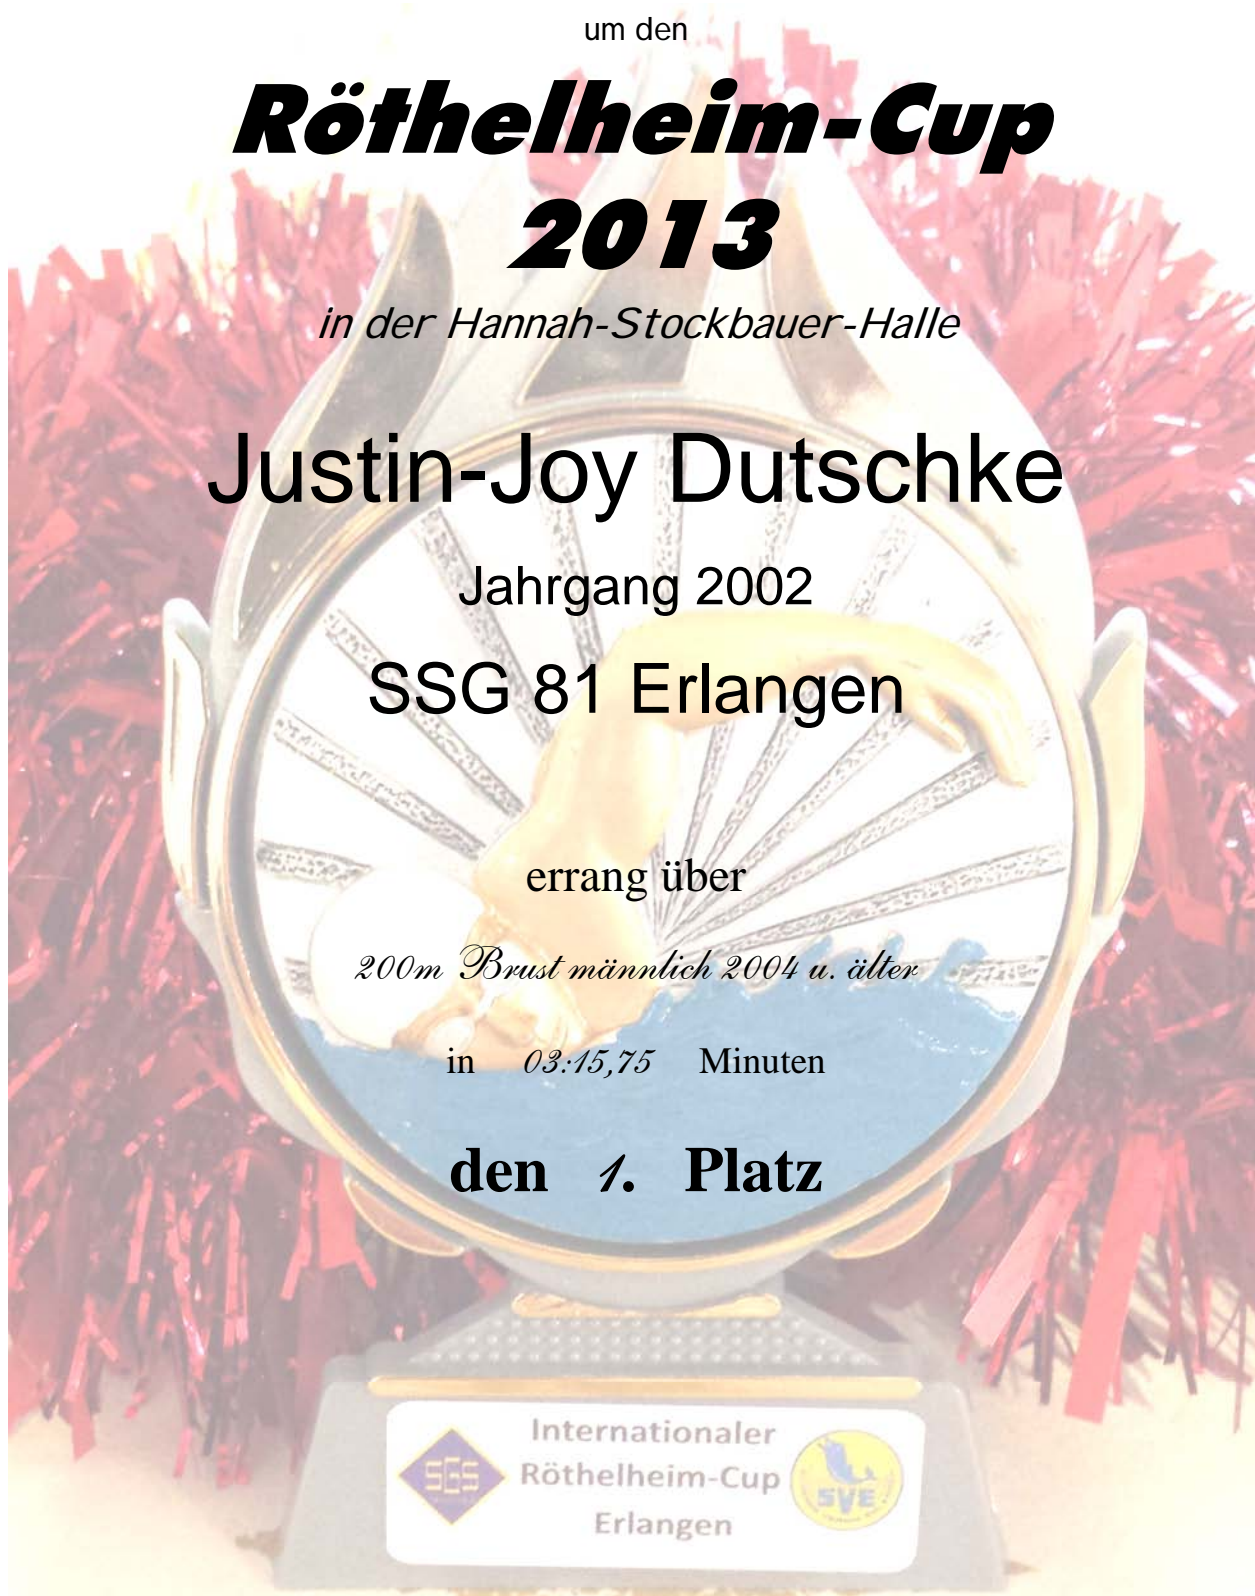 um den
Röthelheim-Cup
2013
in der Hannah-Stockbauer-Halle
Justin-Joy Dutschke
Jahrgang 2002
SSG 81 Erlangen
errang über
200m Brust männlich 2004 u. älter
in 03:15,75 Minuten
den 1. Platz
Internationaler
Röthelheim-Cup
Erlangen
SGS
SVE